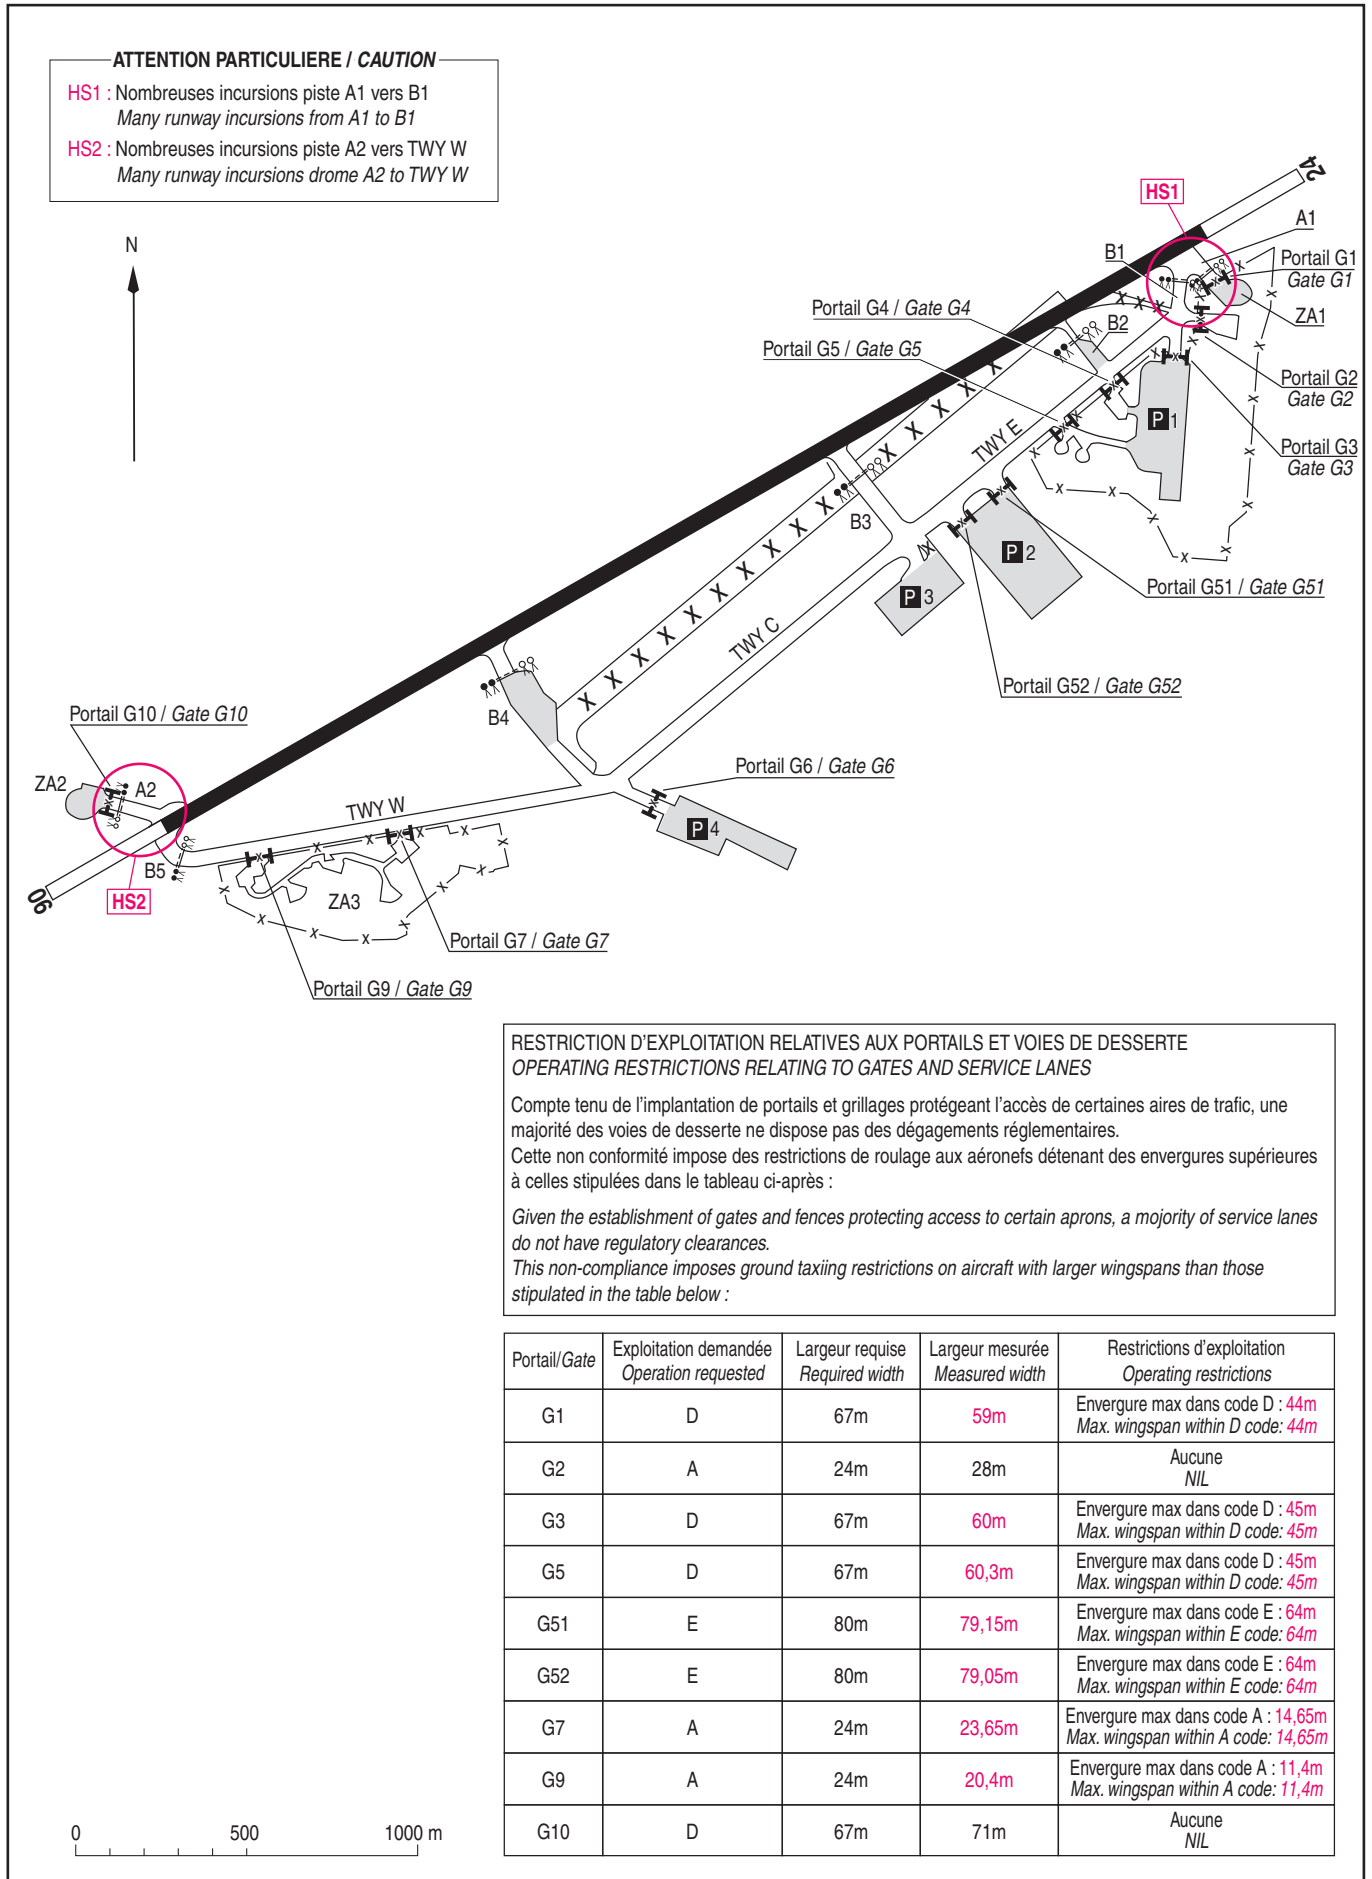 ATTENTION PARTICULIERE / CAUTION
HS1 : Nombreuses incursions piste A1 vers B1
Many runway incursions from A1 to B1
HS2 : Nombreuses incursions piste A2 vers TWY W
Many runway incursions drome A2 to TWY W
N
24
HS1
A1
B1
Portail G1
Gate G1
ZA1
Portail G4 / Gate G4
B2
Portail G5 / Gate G5
Portail G2
Gate G2
P 1
Portail G3
Gate G3
TWY E
B3
P 2
Portail G51 / Gate G51
P 3
TWY C
Portail G52 / Gate G52
B4
Portail G10 / Gate G10
Portail G6 / Gate G6
ZA2
A2
TWY W
P 4
B5
06
HS2
ZA3
Portail G7 / Gate G7
Portail G9 / Gate G9
RESTRICTION D'EXPLOITATION RELATIVES AUX PORTAILS ET VOIES DE DESSERTE
OPERATING RESTRICTIONS RELATING TO GATES AND SERVICE LANES
Compte tenu de l'implantation de portails et grillages protégeant l'accès de certaines aires de trafic, une
majorité des voies de desserte ne dispose pas des dégagements réglementaires.
Cette non conformité impose des restrictions de roulage aux aéronefs détenant des envergures supérieures
à celles stipulées dans le tableau ci-après :
Given the establishment of gates and fences protecting access to certain aprons, a mojority of service lanes
do not have regulatory clearances.
This non-compliance imposes ground taxiing restrictions on aircraft with larger wingspans than those
stipulated in the table below :
Portail/Gate Exploitation demandée Largeur requise Largeur mesurée Restrictions d'exploitation
Operation requested Required width Measured width Operating restrictions
G1 D 67m 59m Envergure max dans code D : 44m
Max. wingspan within D code: 44m
G2 A 24m 28m Aucune
NIL
G3 D 67m 60m Envergure max dans code D : 45m
Max. wingspan within D code: 45m
G5 D 67m 60,3m Envergure max dans code D : 45m
Max. wingspan within D code: 45m
G51 E 80m 79,15m Envergure max dans code E : 64m
Max. wingspan within E code: 64m
G52 E 80m 79,05m Envergure max dans code E : 64m
Max. wingspan within E code: 64m
G7 A 24m 23,65m Envergure max dans code A : 14,65m
Max. wingspan within A code: 14,65m
G9 A 24m 20,4m Envergure max dans code A : 11,4m
Max. wingspan within A code: 11,4m
G10 D 67m 71m Aucune
NIL
0 500 1000 m